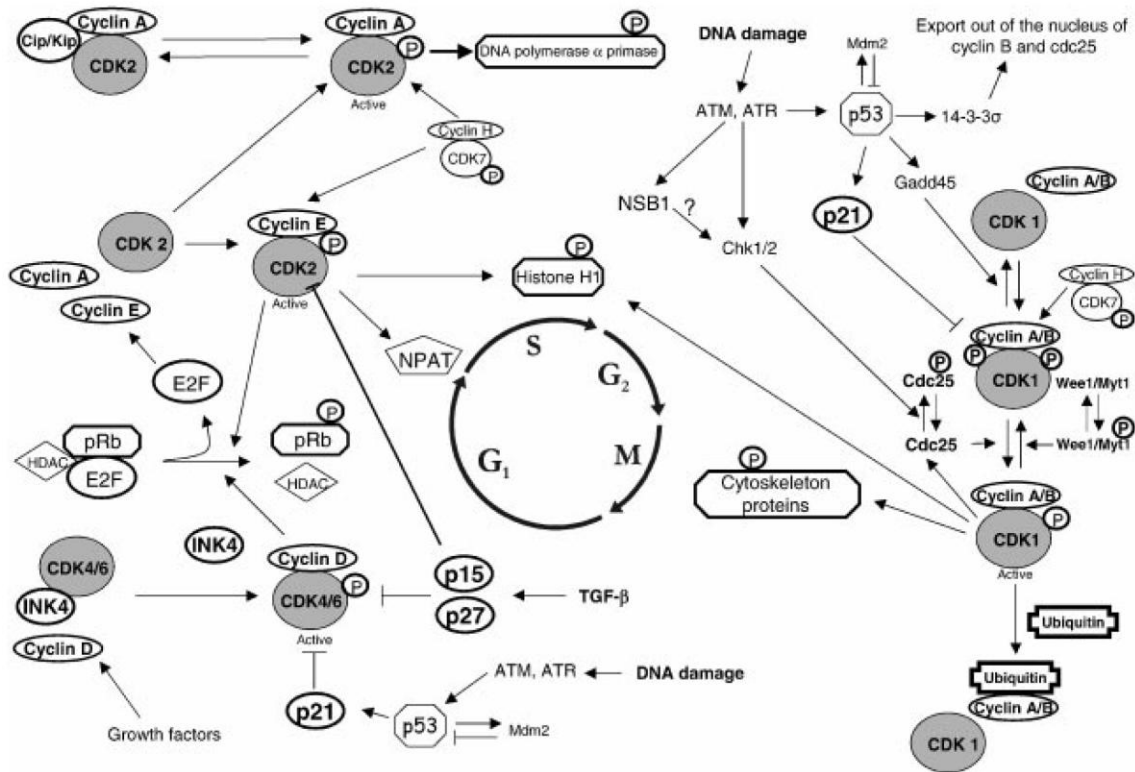 Cip/Kip
Cyclin A
CDK2
Cyclin A
P
CDK2
Active
P
DNA polymerase α primase
Cyclin H
CDK7
P
CDK 2
Cyclin A
Cyclin E
Cyclin E
P
CDK2
Active
P
Histone H1
NPAT
E2F
pRb
HDAC
E2F
P
pRb
HDAC
S
G2
M
G1
INK4
CDK4/6
INK4
Cyclin D
Growth factors
Cyclin D
P
CDK4/6
Active
p15
p27
TGF-β
p21
p53
Mdm2
ATM, ATR
DNA damage
DNA damage
ATM, ATR
Mdm2
p53
14-3-3σ
Export out of the nucleus of
cyclin B and cdc25
NSB1
?
Chk1/2
p21
Gadd45
Cyclin A/B
CDK 1
Cyclin H
CDK7
P
Cyclin A/B
P
P
CDK1
P
Cdc25
Cdc25
Wee1/Myt1
P
Wee1/Myt1
P
Cytoskeleton
proteins
Cyclin A/B
P
CDK1
Active
Ubiquitin
Ubiquitin
Cyclin A/B
CDK 1